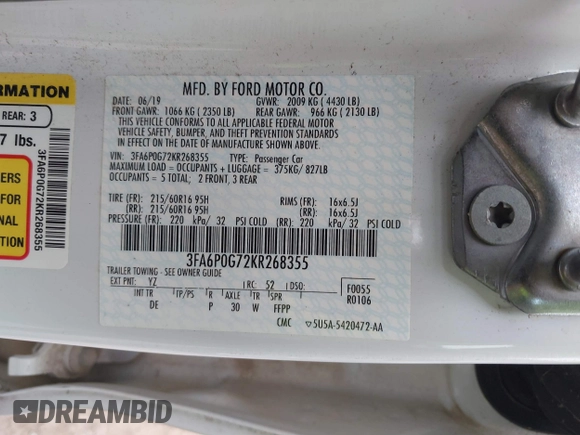 ORMATION
REAR: 3
7 lbs.
ERS
FOR
NAL
TION
3FA6P0G72KR268355
MFD. BY FORD MOTOR CO.
DATE: 06/19 GVWR: 2009 KG ( 4430 LB)
FRONT GAWR: 1066 KG ( 2350 LB) REAR GAWR: 966 KG ( 2130 LB)
THIS VEHICLE CONFORMS TO ALL APPLICABLE FEDERAL MOTOR
VEHICLE SAFETY, BUMPER, AND THEFT PREVENTION STANDARDS
IN EFFECT ON THE DATE OF MANUFACTURE SHOWN ABOVE.
VIN: 3FA6P0G72KR268355 TYPE: Passenger Car
MAXIMUM LOAD = OCCUPANTS + LUGGAGE = 375KG/ 827LB
OCCUPANTS = 5 TOTAL; 2 FRONT, 3 REAR
TIRE (FR): 215/60R16 95H RIMS (FR): 16x6.5J
(RR): 215/60R16 95H (RR): 16x6.5J
PRESSURE (FR): 220 kPa/ 32 PSI COLD (RR): 220 kPa/ 32 PSI COLD
3FA6P0G72KR268355
TRAILER TOWING - SEE OWNER GUIDE
EXT PNT: YZ RC: 52 DSO: F0055
INT TR TP/PS R AXLE TR SPR R0106
DE P 30 W FFPP
CMC 5U5A-5420472-AA
DREAMBID